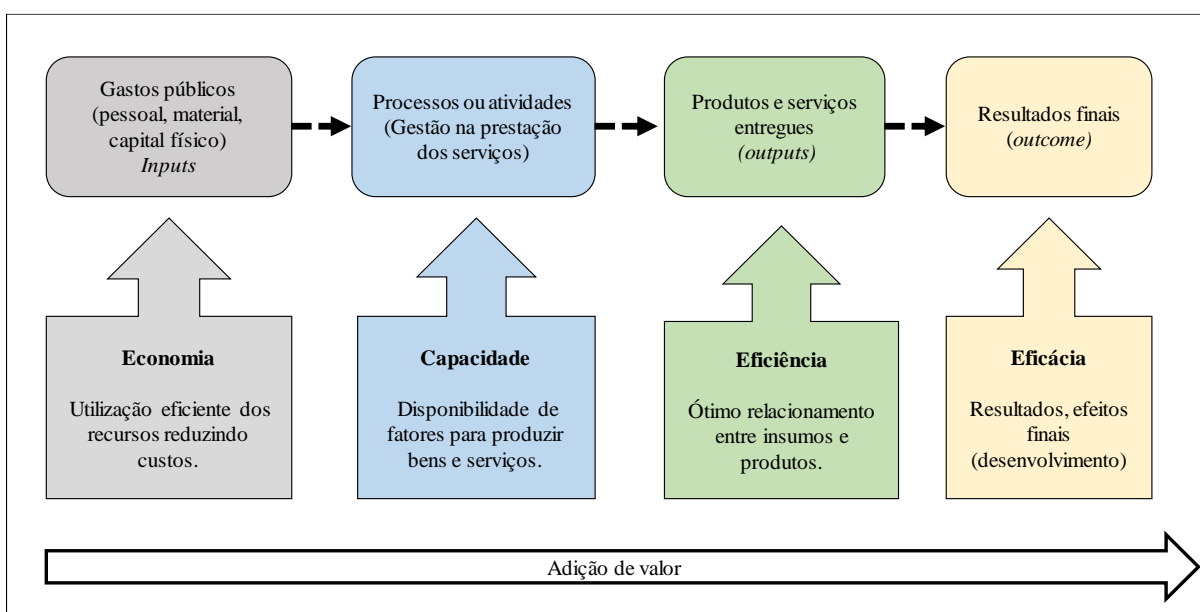 Gastos públicos
(pessoal, material,
capital físico)
Inputs
Processos ou atividades
(Gestão na prestação
dos serviços)
Produtos e serviços
entregues
(outputs)
Resultados finais
(outcome)
Economia
Utilização eficiente dos
recursos reduzindo
custos.
Capacidade
Disponibilidade de
fatores para produzir
bens e serviços.
Eficiência
Ótimo relacionamento
entre insumos e
produtos.
Eficácia
Resultados, efeitos
finais
(desenvolvimento)
Adição de valor